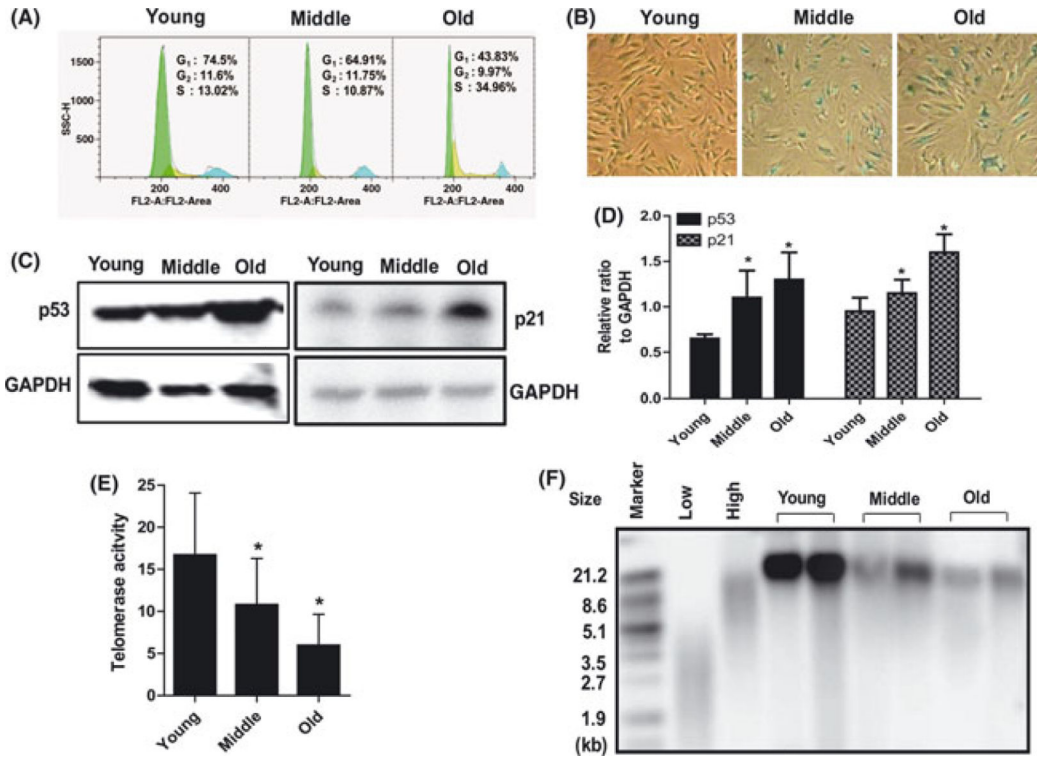 (A)
Young Middle Old
SSC-H
1500
1000
500
G1 : 74.5%
G2 : 11.6%
S : 13.02%
G1 : 64.91%
G2 : 11.75%
S : 10.87%
G1 : 43.83%
G2 : 9.97%
S : 34.96%
200 400 200 400 200 400
FL2-A:FL2-Area FL2-A:FL2-Area FL2-A:FL2-Area
(B)
Young Middle Old
(C)
Young Middle Old Young Middle Old
p53 p21
GAPDH GAPDH
(D)
p53
p21
Relative ratio
to GAPDH
2.0
1.5
1.0
0.5
0.0
* * * *
Young Middle Old Young Middle Old
(E)
Telomerase acitvity
25
20
15
10
5
0
* *
Young Middle Old
(F)
Size Marker Low High Young Middle Old
21.2
8.6
5.1
3.5
2.7
1.9
(kb)